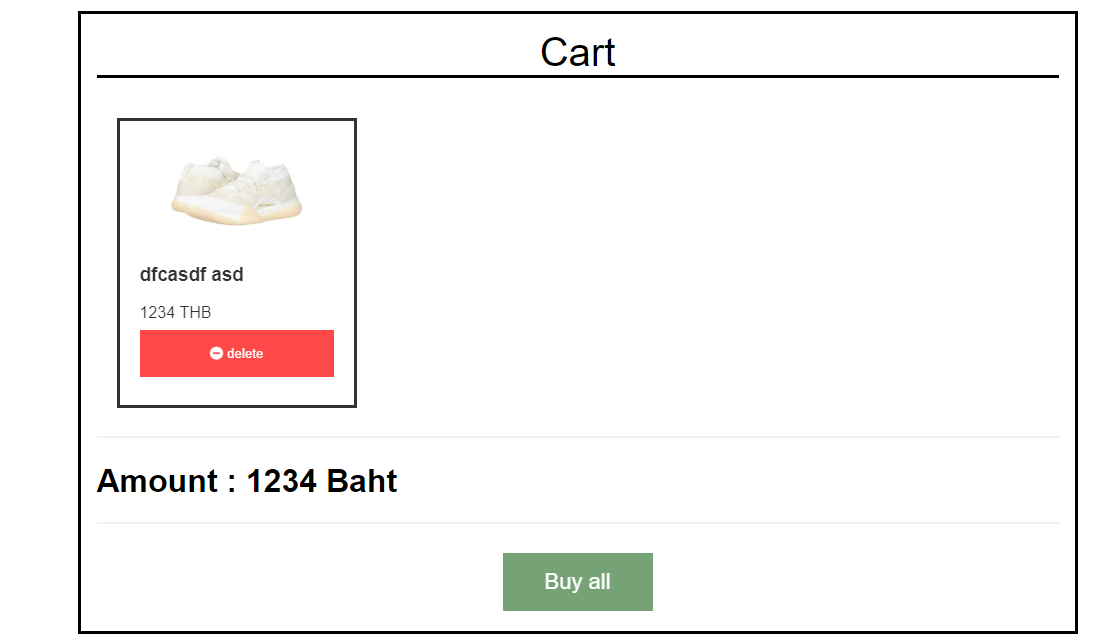 Cart
dfcasdf asd
1234 THB
delete
Amount : 1234 Baht
Buy all